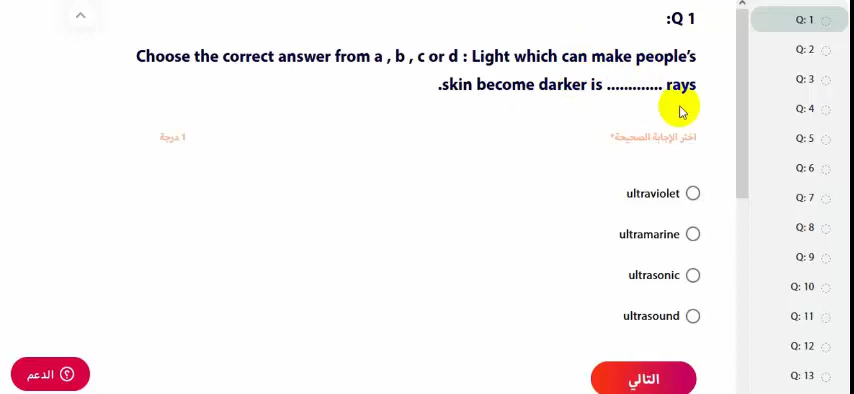 Q 1:
Choose the correct answer from a , b , c or d : Light which can make people’s
skin become darker is ............. rays.
اختر الإجابة الصحيحة*
1 درجة
ultraviolet
ultramarine
ultrasonic
ultrasound
التالي
الدعم
Q: 1
Q: 2
Q: 3
Q: 4
Q: 5
Q: 6
Q: 7
Q: 8
Q: 9
Q: 10
Q: 11
Q: 12
Q: 13